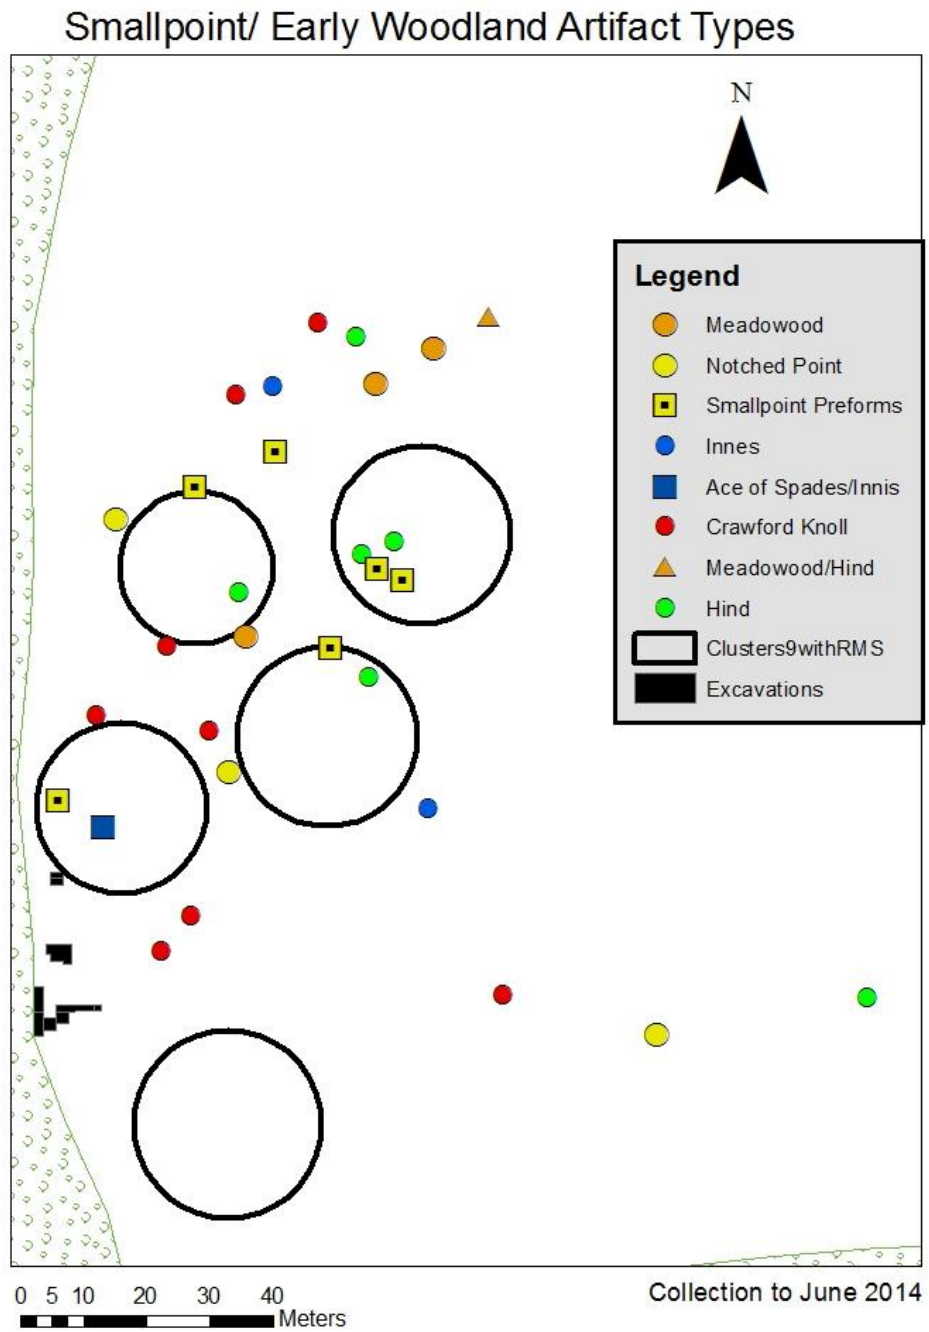 Smallpoint/ Early Woodland Artifact Types
N
Legend
Meadowood
Notched Point
Smallpoint Preforms
Innes
Ace of Spades/Innis
Crawford Knoll
Meadowood/Hind
Hind
Clusters9withRMS
Excavations
Collection to June 2014
0 5 10 20 30 40
Meters